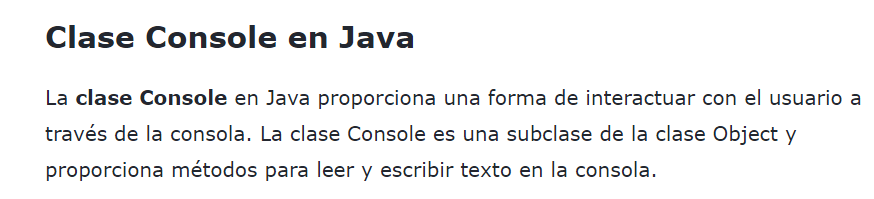 Clase Console en Java
La clase Console en Java proporciona una forma de interactuar con el usuario a
través de la consola. La clase Console es una subclase de la clase Object y
proporciona métodos para leer y escribir texto en la consola.